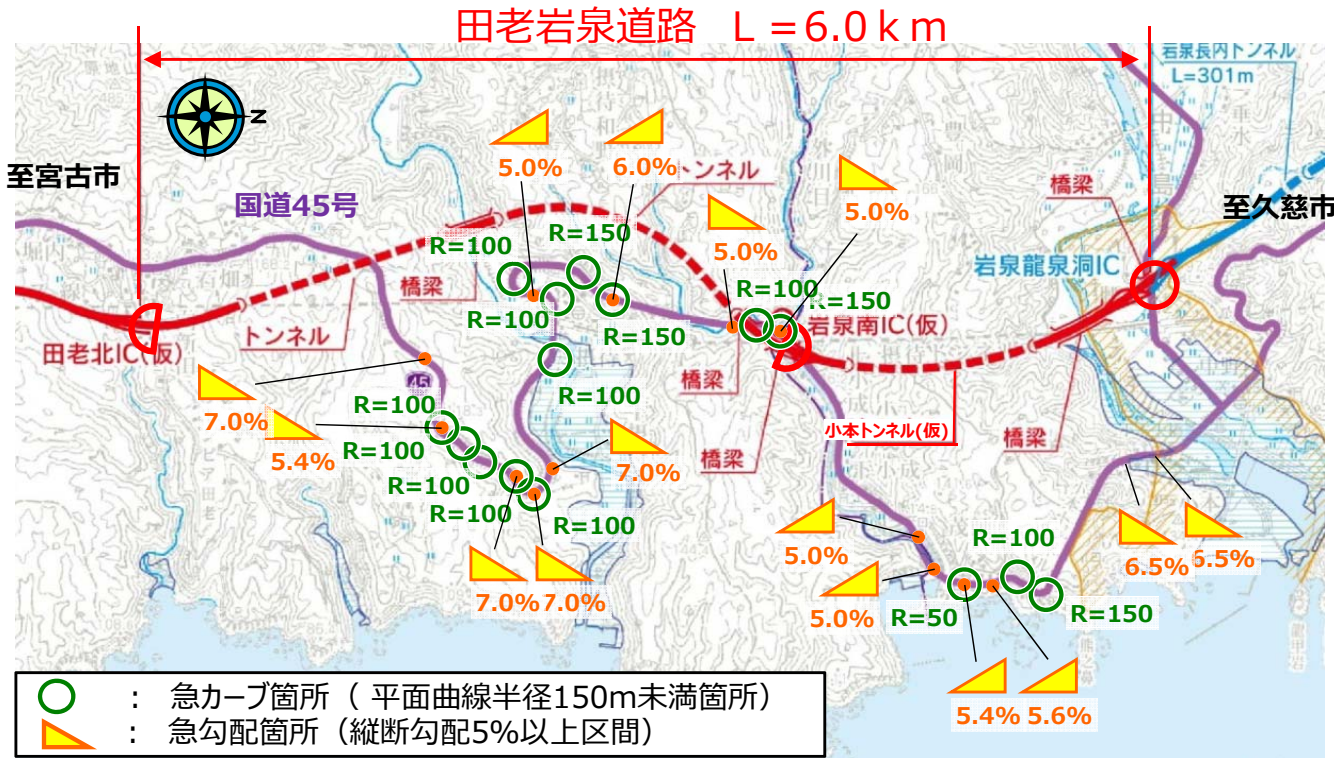 田老岩泉道路 L=6.0km
岩泉長内トンネル
L=301m
N
至宮古市
国道45号
5.0%
6.0%
トンネル
5.0%
5.0%
橋梁
至久慈市
R=100
R=150
橋梁
R=100
R=150
R=100
R=150
岩泉龍泉洞IC
田老北IC(仮)
トンネル
岩泉南IC(仮)
橋梁
R=100
7.0%
45
5.4%
R=100
R=100
R=100
R=100
R=100
7.0%
橋梁
小本トンネル(仮)
橋梁
7.0%
7.0%
5.0%
5.0%
R=50
R=100
R=150
6.5%
6.5%
5.4%
5.6%
: 急カーブ箇所(平面曲線半径150m未満箇所)
: 急勾配箇所(縦断勾配5%以上区間)